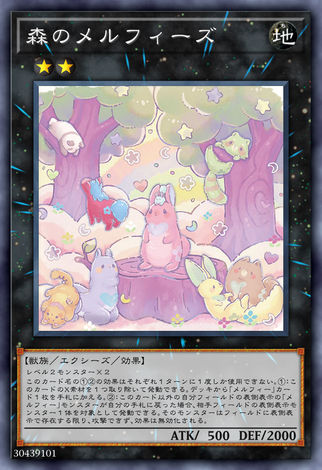 森のメルフィーズ
地
【獣族／エクシーズ／効果】
レベル２モンスター×２
このカード名の①②の効果はそれぞれ１ターンに１度しか使用できない。①：こ
のカードのX素材を１つ取り除いて発動できる。デッキから「メルフィー」カー
ド１枚を手札に加える。②：このカード以外の自分フィールドの表側表示の「メ
ルフィー」モンスターが自分の手札に戻った場合、相手フィールドの表側表示モ
ンスター１体を対象として発動できる。そのモンスターはフィールドに表側表
示で存在する限り、攻撃できず、効果は無効化される。
ATK/ 500 DEF/2000
30439101